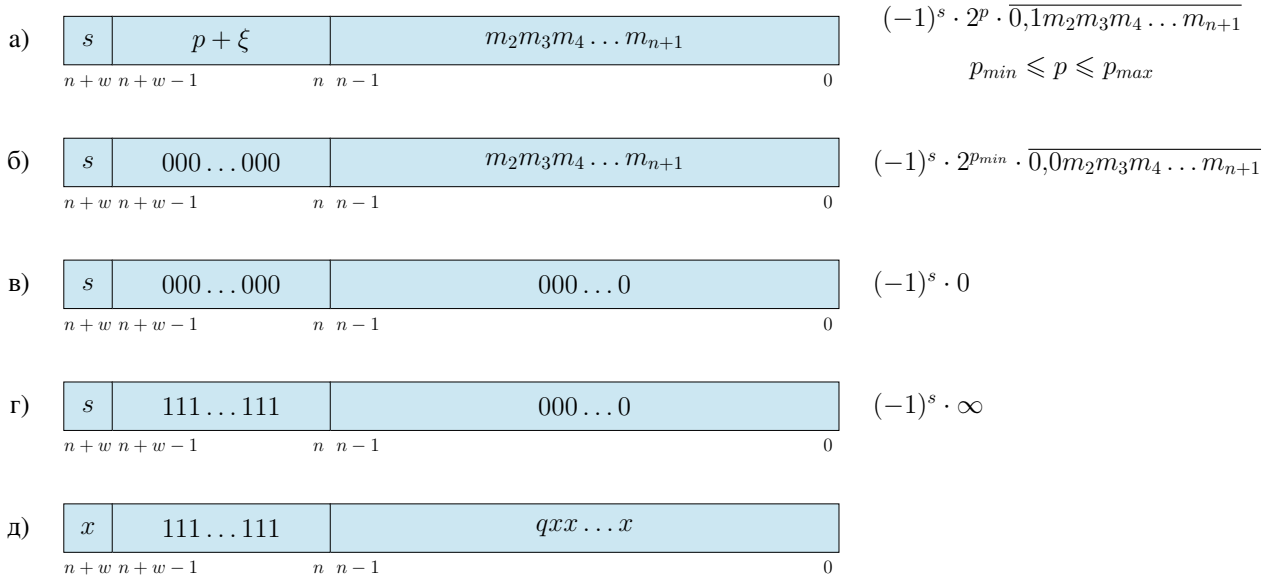 (−1)^s · 2^p · 0,1m₂m₃m₄ … mₙ₊₁
а) s p + ξ m₂m₃m₄ … mₙ₊₁
p_min ⩽ p ⩽ p_max
n + w n + w − 1 n n − 1 0
б) s 000 … 000 m₂m₃m₄ … mₙ₊₁ (−1)^s · 2^{p_min} · 0,0m₂m₃m₄ … mₙ₊₁
n + w n + w − 1 n n − 1 0
в) s 000 … 000 000 … 0 (−1)^s · 0
n + w n + w − 1 n n − 1 0
г) s 111 … 111 000 … 0 (−1)^s · ∞
n + w n + w − 1 n n − 1 0
д) x 111 … 111 qxx … x
n + w n + w − 1 n n − 1 0